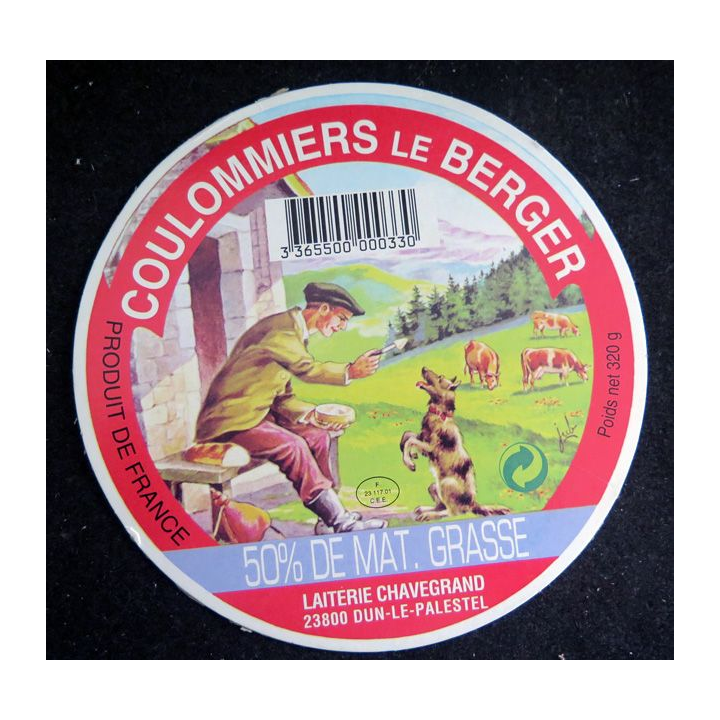 COULOMMIERS LE BERGER
3 365500 000330
PRODUIT DE FRANCE
Poids net 320 g
F.
23.117.01
C.E.E.
50% DE MAT. GRASSE
LAITERIE CHAVEGRAND
23800 DUN-LE-PALESTEL